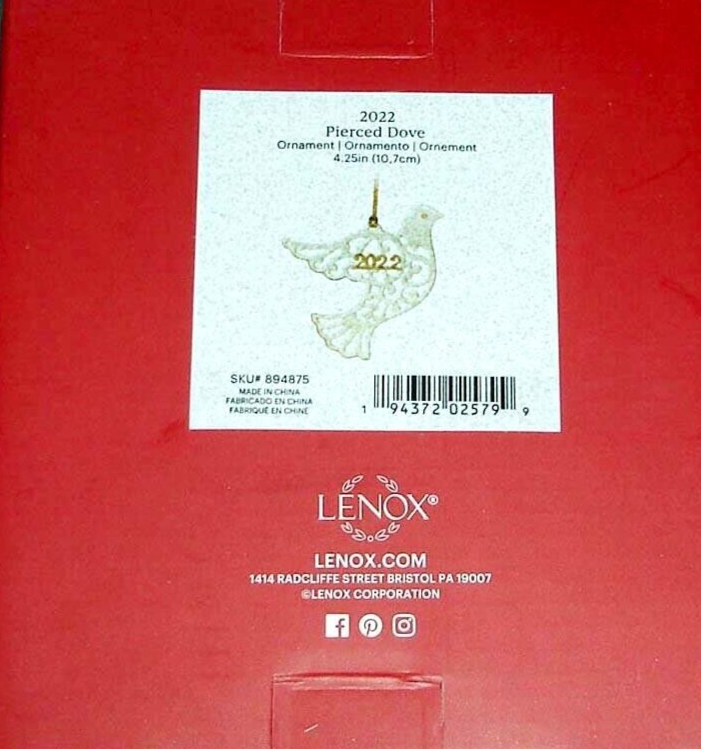 2022
Pierced Dove
Ornament | Ornamento | Ornement
4.25in (10,7cm)
2022
SKU# 894875
MADE IN CHINA
FABRICADO EN CHINA
FABRIQUÉ EN CHINE
1 94372 02579 9
LENOX®
LENOX.COM
1414 RADCLIFFE STREET BRISTOL PA 19007
©LENOX CORPORATION